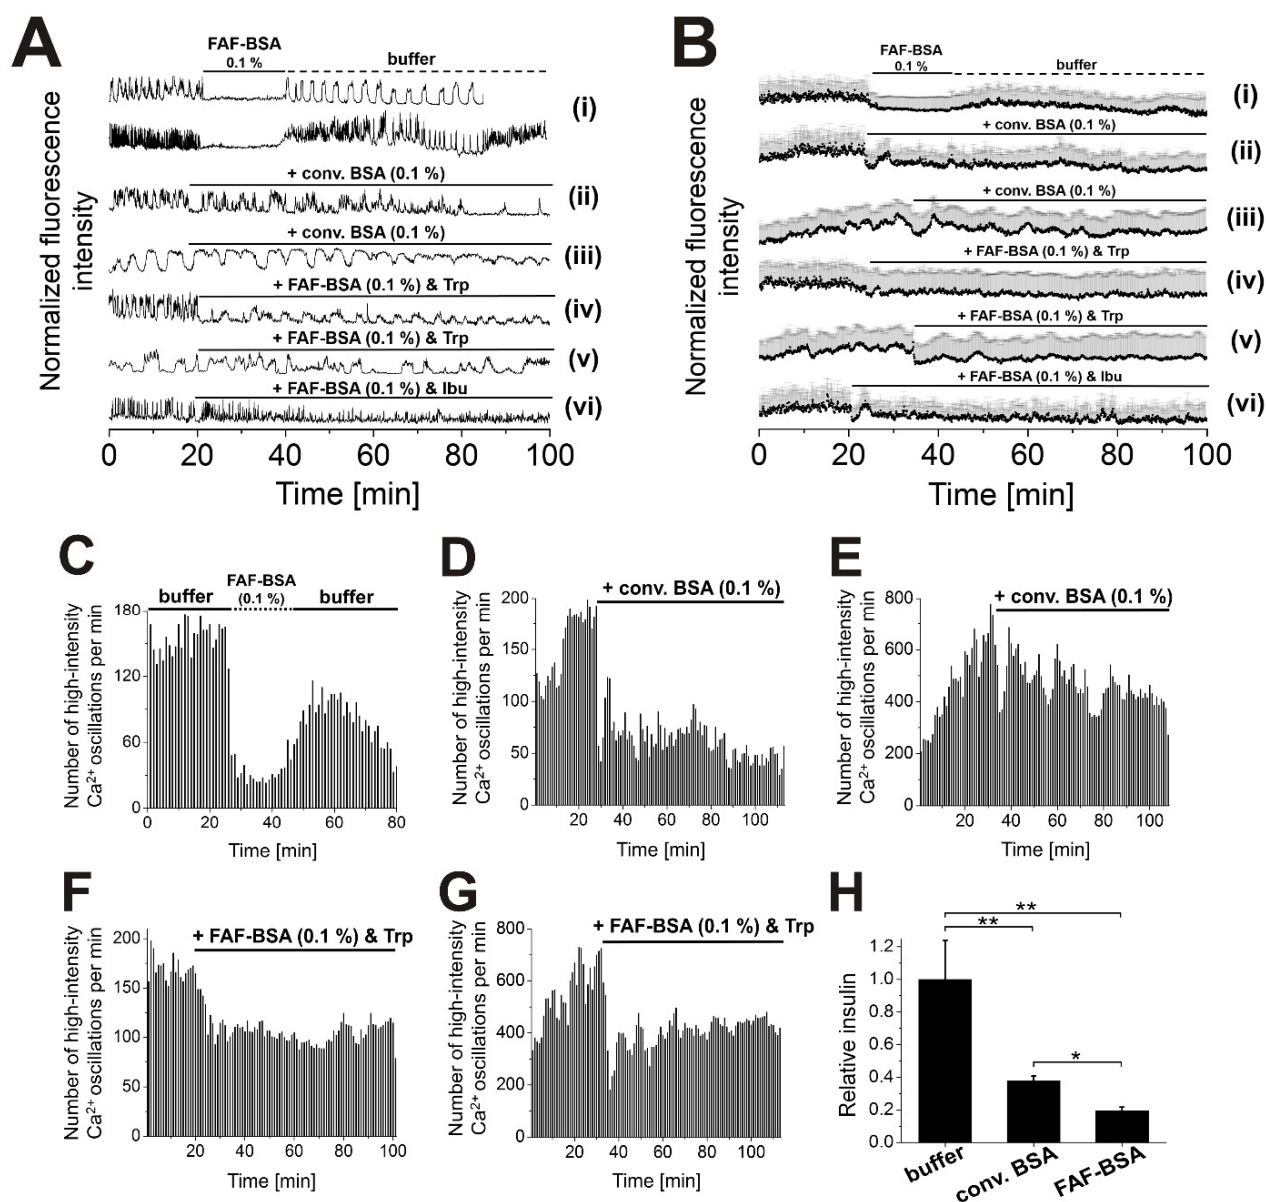 A
FAF-BSA
0.1 %
buffer
(i)
+ conv. BSA (0.1 %)
(ii)
+ conv. BSA (0.1 %)
(iii)
+ FAF-BSA (0.1 %) & Trp
(iv)
+ FAF-BSA (0.1 %) & Trp
(v)
+ FAF-BSA (0.1 %) & Ibu
(vi)
Normalized fluorescence
intensity
0 20 40 60 80 100
Time [min]
B
FAF-BSA
0.1 %
buffer
(i)
+ conv. BSA (0.1 %)
(ii)
+ conv. BSA (0.1 %)
(iii)
+ FAF-BSA (0.1 %) & Trp
(iv)
+ FAF-BSA (0.1 %) & Trp
(v)
+ FAF-BSA (0.1 %) & Ibu
(vi)
Normalized fluorescence
intensity
0 20 40 60 80 100
Time [min]
C
buffer
FAF-BSA
(0.1 %)
buffer
Number of high-intensity
Ca²⁺ oscillations per min
180
120
60
0
0 20 40 60 80
Time [min]
D
+ conv. BSA (0.1 %)
Number of high-intensity
Ca²⁺ oscillations per min
200
150
100
50
0
20 40 60 80 100
Time [min]
E
+ conv. BSA (0.1 %)
Number of high-intensity
Ca²⁺ oscillations per min
800
600
400
200
0
20 40 60 80 100
Time [min]
F
+ FAF-BSA (0.1 %) & Trp
Number of high-intensity
Ca²⁺ oscillations per min
200
150
100
50
0
20 40 60 80 100
Time [min]
G
+ FAF-BSA (0.1 %) & Trp
Number of high-intensity
Ca²⁺ oscillations per min
800
600
400
200
0
20 40 60 80 100
Time [min]
H
**
**
*
Relative insulin
1.2
1.0
0.8
0.6
0.4
0.2
0.0
buffer
conv. BSA
FAF-BSA